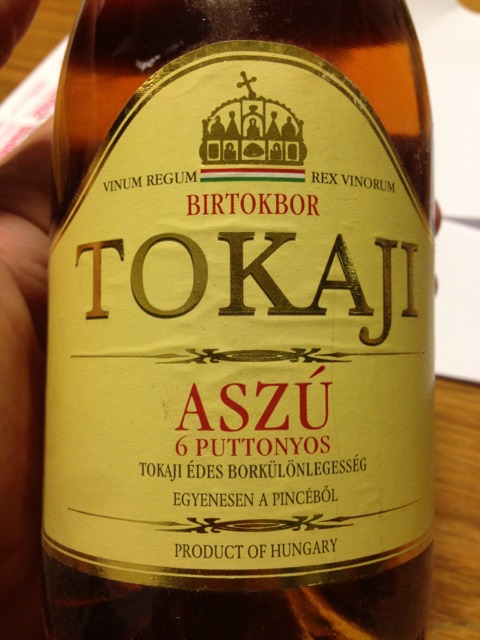 VINUM REGUM REX VINORUM
BIRTOKBOR
TOKAJI
ASZÚ
6 PUTTONYOS
TOKAJI ÉDES BORKÜLÖNLEGESSÉG
EGYENESEN A PINCÉBŐL
PRODUCT OF HUNGARY